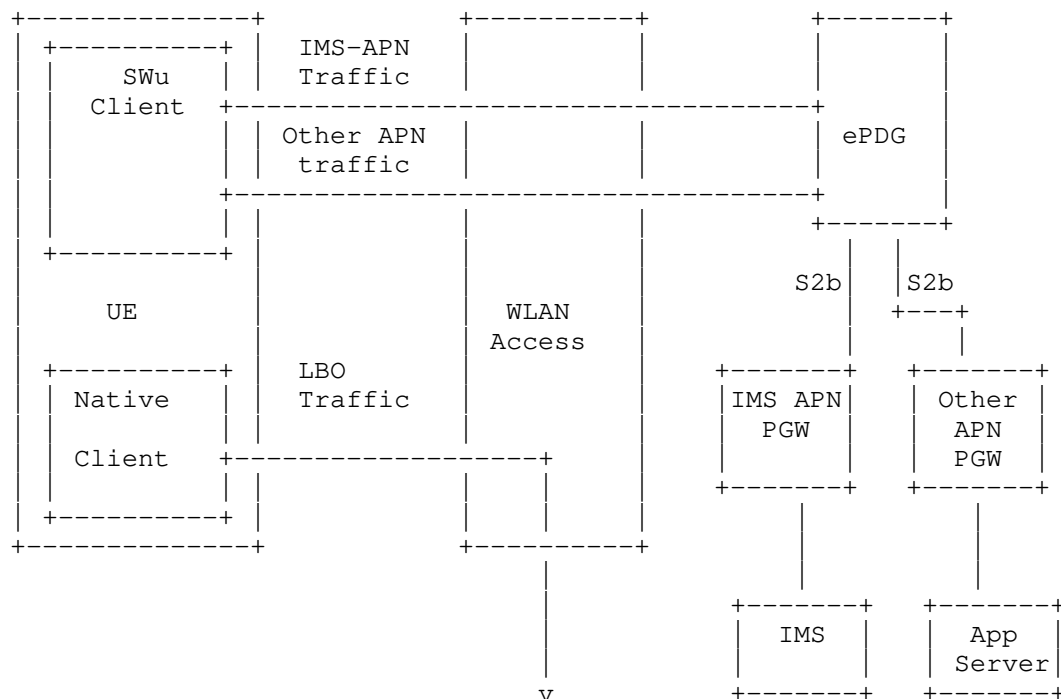 IMS-APN
SWu Traffic
Client
Other APN ePDG
traffic
S2b S2b
UE WLAN
Access
LBO
Native Traffic IMS APN Other
PGW APN
Client PGW
IMS App
Server
V